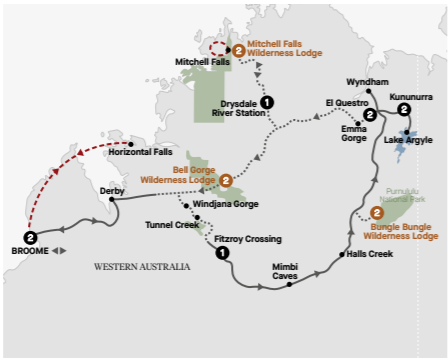 2
Mitchell Falls
Wilderness Lodge
Mitchell Falls
Wyndham
Kununurra
El Questro
2
2
1
Drysdale
River Station
Emma
Gorge
Lake Argyle
Horizontal Falls
Bell Gorge
Wilderness Lodge
2
Purnululu
National Park
Derby
Windjana Gorge
2
Tunnel Creek
Bungle Bungle
Wilderness Lodge
2
BROOME
Fitzroy Crossing
1
WESTERN AUSTRALIA
Halls Creek
Mimbi
Caves